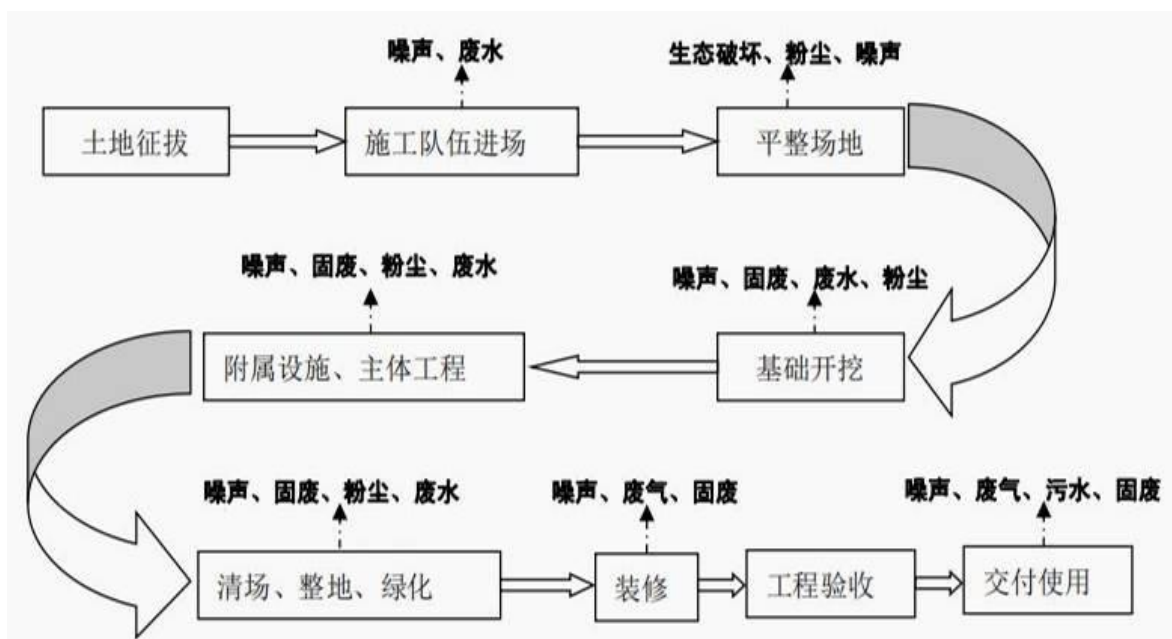 噪声、废水
生态破坏、粉尘、噪声
土地征拔
施工队伍进场
平整场地
噪声、固废、粉尘、废水
噪声、固废、废水、粉尘
附属设施、主体工程
基础开挖
噪声、固废、粉尘、废水
噪声、废气、固废
噪声、废气、污水、固废
清场、整地、绿化
装修
工程验收
交付使用